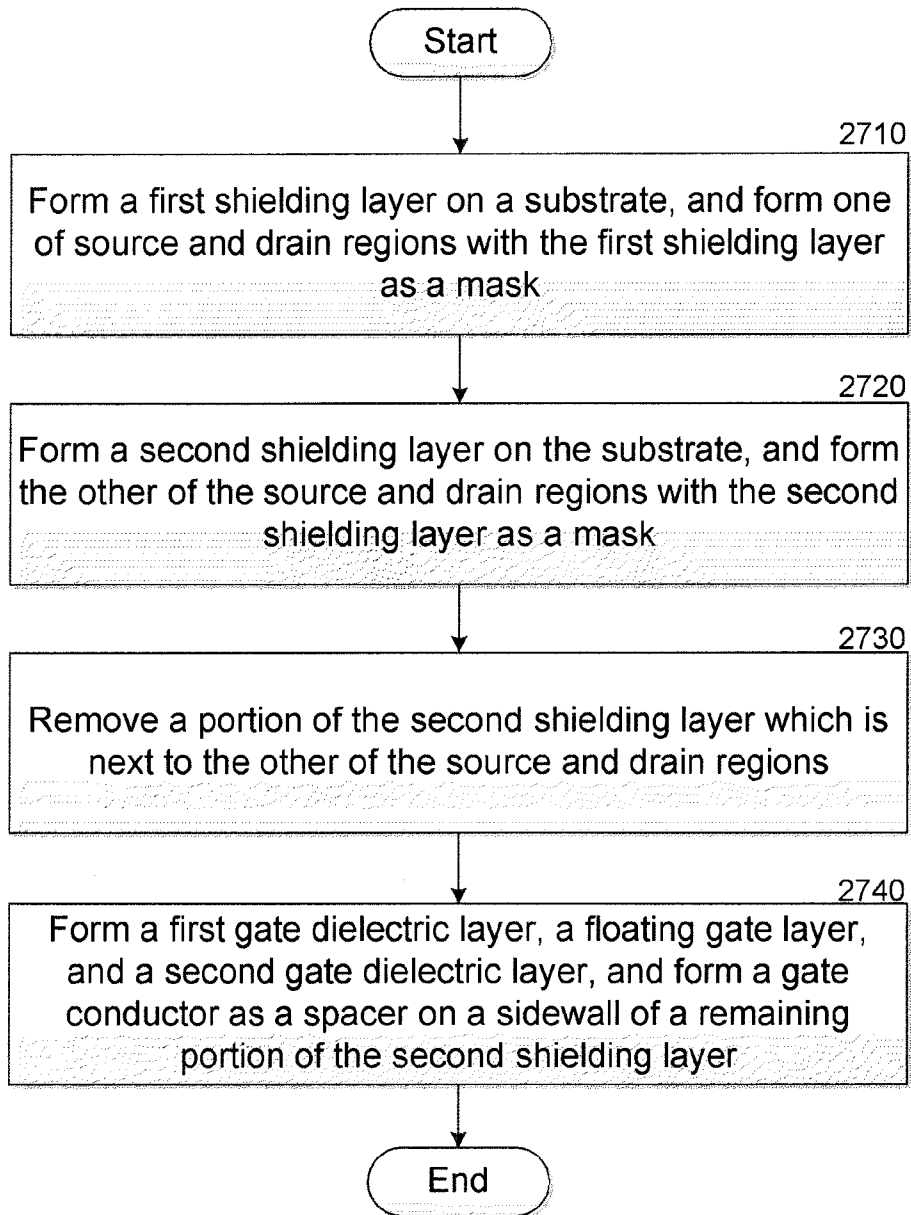 Start
2710
Form a first shielding layer on a substrate, and form one
of source and drain regions with the first shielding layer
as a mask
2720
Form a second shielding layer on the substrate, and form
the other of the source and drain regions with the second
shielding layer as a mask
2730
Remove a portion of the second shielding layer which is
next to the other of the source and drain regions
2740
Form a first gate dielectric layer, a floating gate layer,
and a second gate dielectric layer, and form a gate
conductor as a spacer on a sidewall of a remaining
portion of the second shielding layer
End